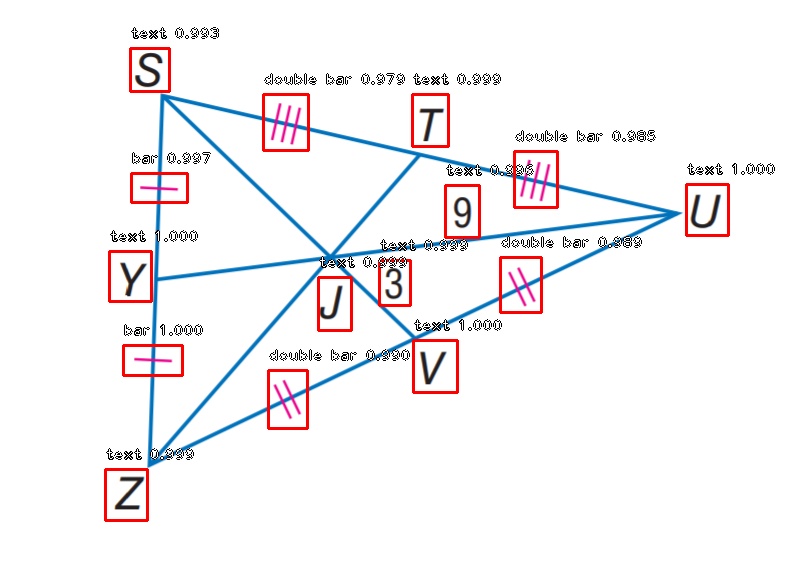 text 0.993
S
double bar 0.979 text 0.999
T
double bar 0.985
bar 0.997
text 0.996
text 1.000
U
9
text 1.000
Y
text 0.999
double bar 0.989
text 0.999
3
J
bar 1.000
text 1.000
double bar 0.990
V
text 0.999
Z